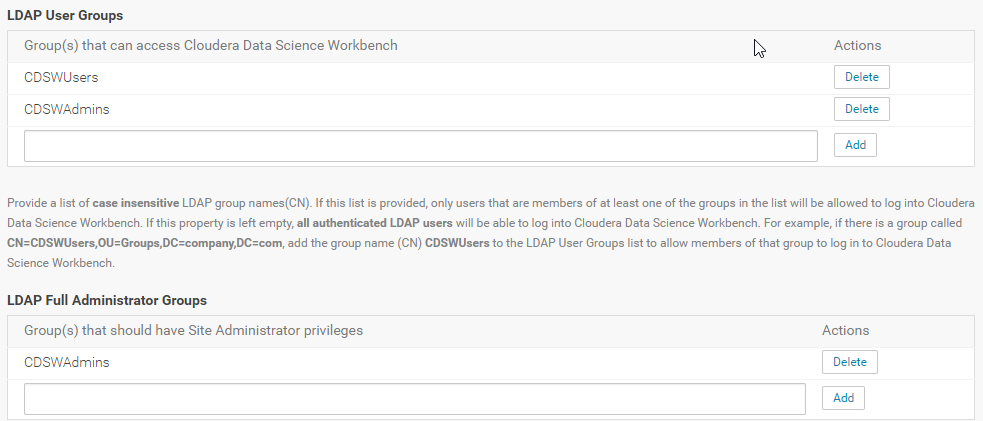 LDAP User Groups
Group(s) that can access Cloudera Data Science Workbench Actions
CDSWUsers Delete
CDSWAdmins Delete
Add
Provide a list of case insensitive LDAP group names(CN). If this list is provided, only users that are members of at least one of the groups in the list will be allowed to log into Cloudera
Data Science Workbench. If this property is left empty, all authenticated LDAP users will be able to log into Cloudera Data Science Workbench. For example, if there is a group called
CN=CDSWUsers,OU=Groups,DC=company,DC=com, add the group name (CN) CDSWUsers to the LDAP User Groups list to allow members of that group to log in to Cloudera Data
Science Workbench.
LDAP Full Administrator Groups
Group(s) that should have Site Administrator privileges Actions
CDSWAdmins Delete
Add